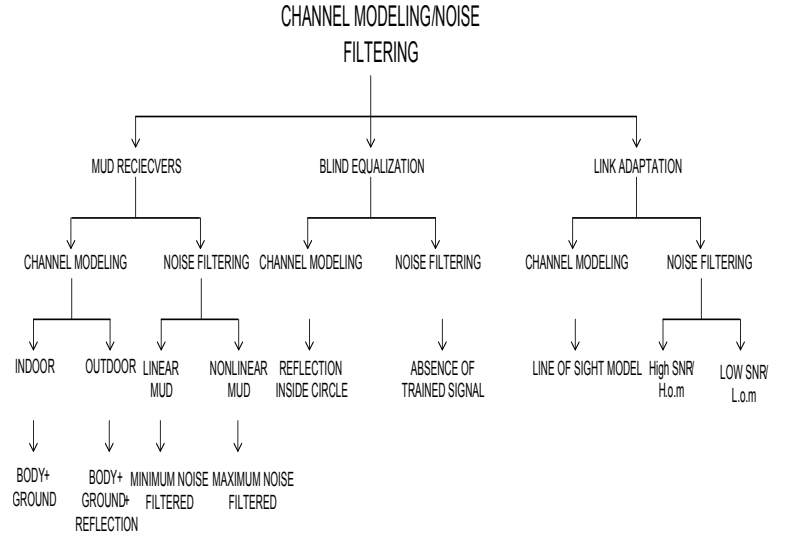 CHANNEL MODELING/NOISE
FILTERING
MUD RECIECVERS
BLIND EQUALIZATION
LINK ADAPTATION
CHANNEL MODELING
NOISE FILTERING
CHANNEL MODELING
NOISE FILTERING
CHANNEL MODELING
NOISE FILTERING
INDOOR
OUTDOOR
LINEAR
MUD
NONLINEAR
MUD
REFLECTION
INSIDE CIRCLE
ABSENCE OF
TRAINED SIGNAL
LINE OF SIGHT MODEL
High SNR/
H.o.m
LOW SNR/
L.o.m
BODY+
GROUND
BODY+
GROUND+
REFLECTION
MINIMUM NOISE
FILTERED
MAXIMUM NOISE
FILTERED